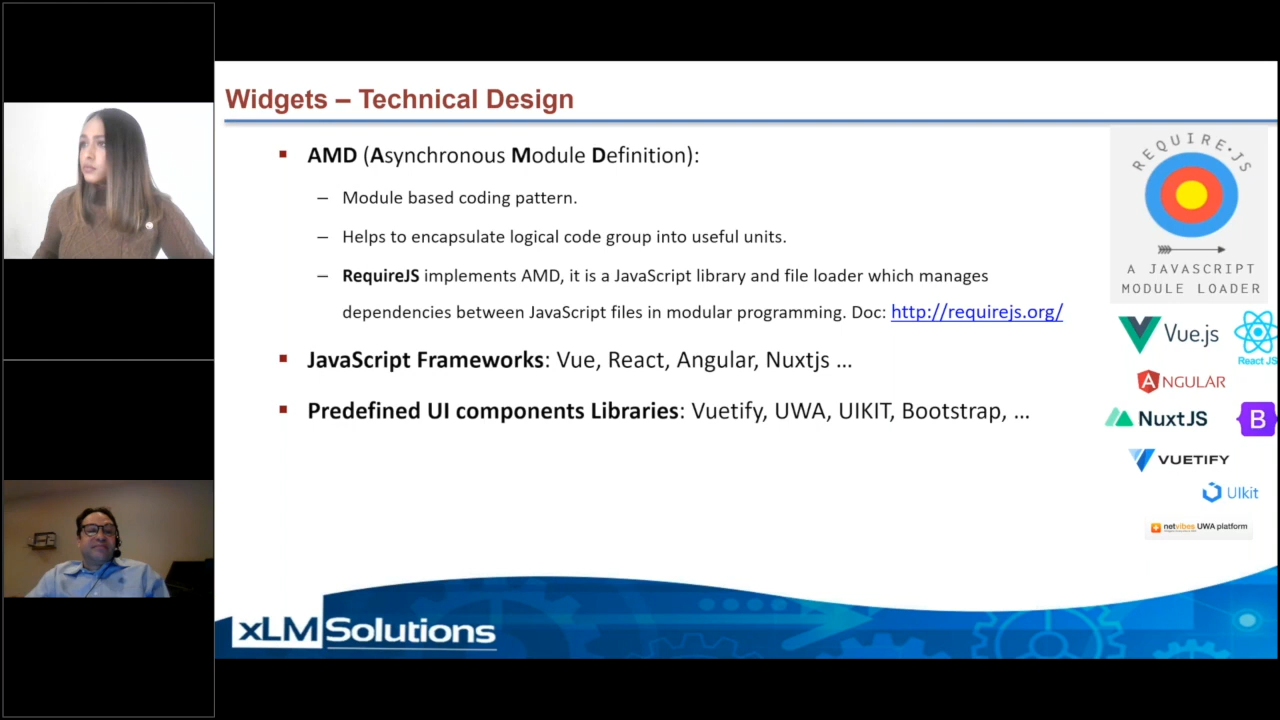 Widgets – Technical Design
AMD (Asynchronous Module Definition):
– Module based coding pattern.
– Helps to encapsulate logical code group into useful units.
– RequireJS implements AMD, it is a JavaScript library and file loader which manages
dependencies between JavaScript files in modular programming. Doc: http://requirejs.org/
JavaScript Frameworks: Vue, React, Angular, Nuxtjs ...
Predefined UI components Libraries: Vuetify, UWA, UIKIT, Bootstrap, ...
REQUIRE.JS
A JAVASCRIPT
MODULE LOADER
Vue.js
React JS
ANGULAR
NuxtJS
B
VUETIFY
UIkit
netvibes UWA platform
xLM Solutions